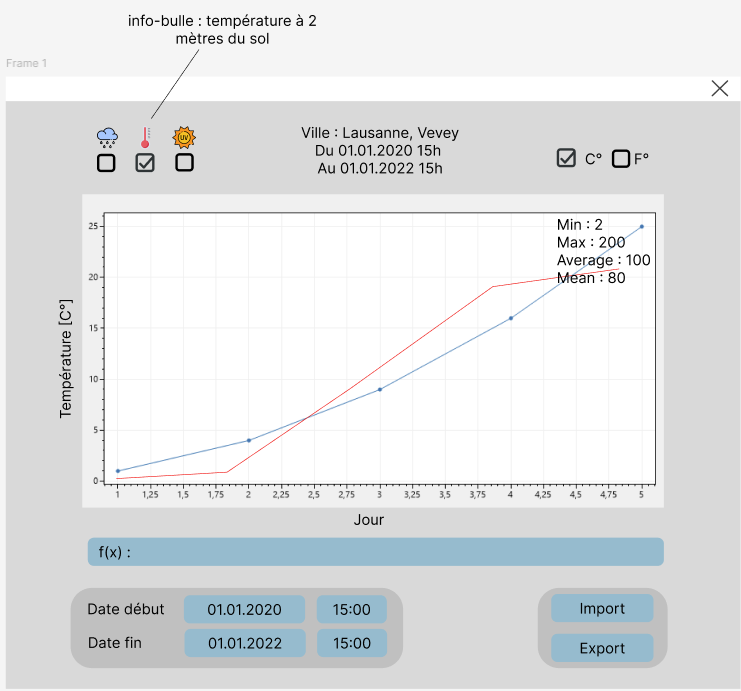 info-bulle : température à 2
mètres du sol
Frame 1
UV
Ville : Lausanne, Vevey
Du 01.01.2020 15h
Au 01.01.2022 15h
C°
F°
Min : 2
Max : 200
Average : 100
Mean : 80
Température [C°]
25
20
15
10
5
0
1 1,25 1,5 1,75 2 2,25 2,5 2,75 3 3,25 3,5 3,75 4 4,25 4,5 4,75 5
Jour
f(x) :
Date début 01.01.2020 15:00
Date fin 01.01.2022 15:00
Import
Export